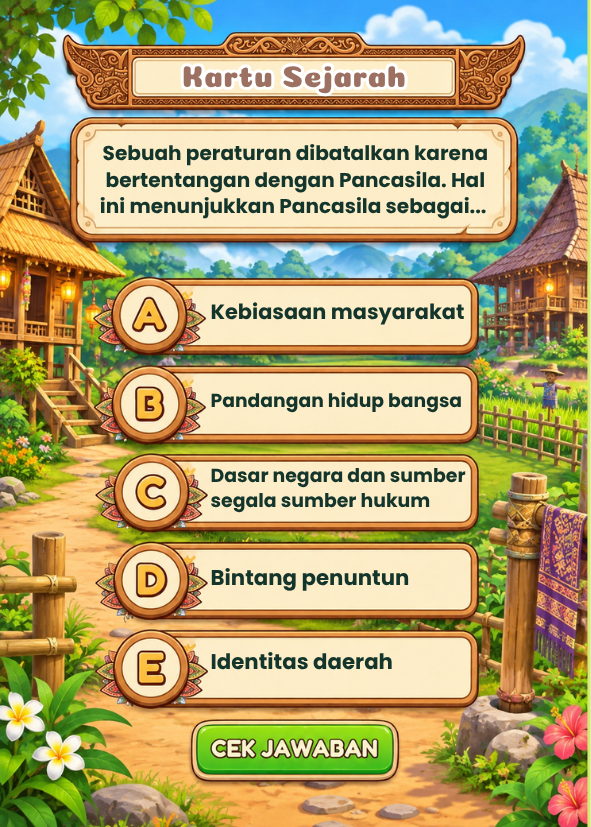 Kartu Sejarah
Sebuah peraturan dibatalkan karena
bertentangan dengan Pancasila. Hal
ini menunjukkan Pancasila sebagai...
A
Kebiasaan masyarakat
B
Pandangan hidup bangsa
C
Dasar negara dan sumber
segala sumber hukum
D
Bintang penuntun
E
Identitas daerah
CEK JAWABAN